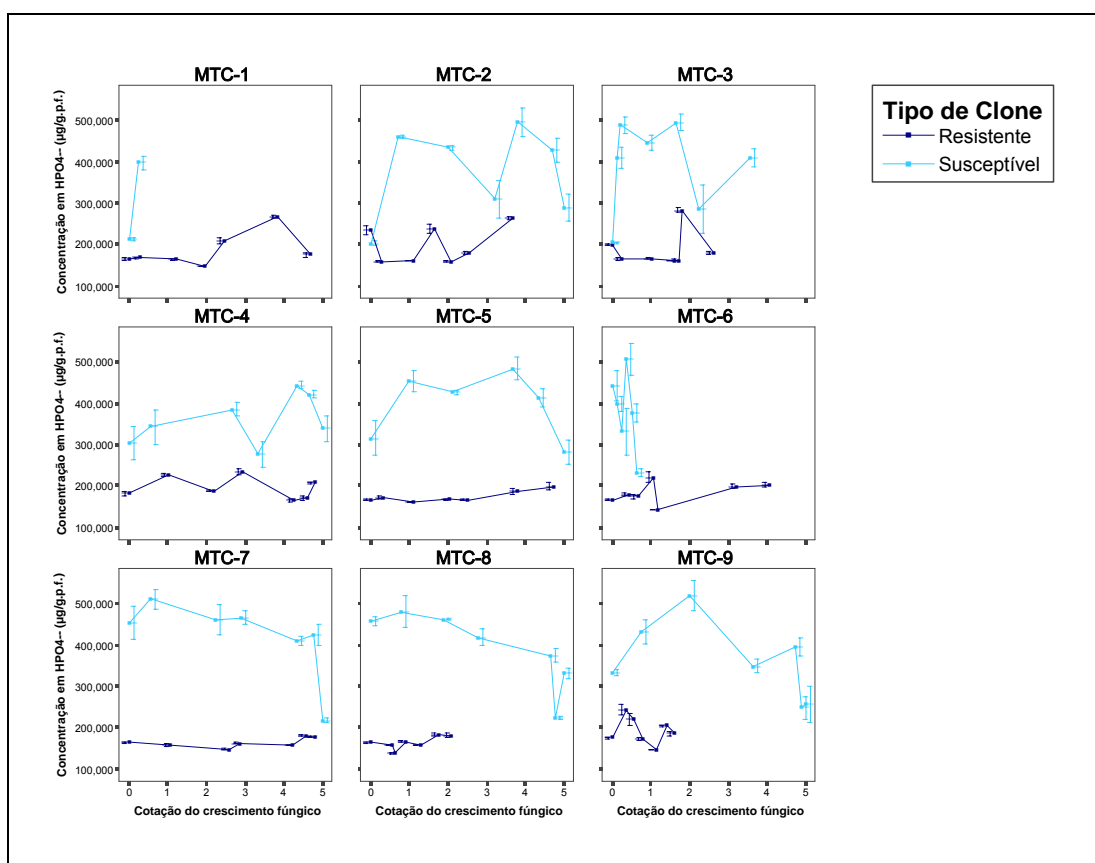 MTC-1 MTC-2 MTC-3
Tipo de Clone
Resistente
Susceptível
Concentração em HPO4-- (µg/g.p.f.)
500,000
400,000
300,000
200,000
100,000
MTC-4 MTC-5 MTC-6
Concentração em HPO4-- (µg/g.p.f.)
500,000
400,000
300,000
200,000
100,000
MTC-7 MTC-8 MTC-9
Concentração em HPO4-- (µg/g.p.f.)
500,000
400,000
300,000
200,000
100,000
0 1 2 3 4 5 0 1 2 3 4 5 0 1 2 3 4 5
Cotação do crescimento fúngico Cotação do crescimento fúngico Cotação do crescimento fúngico